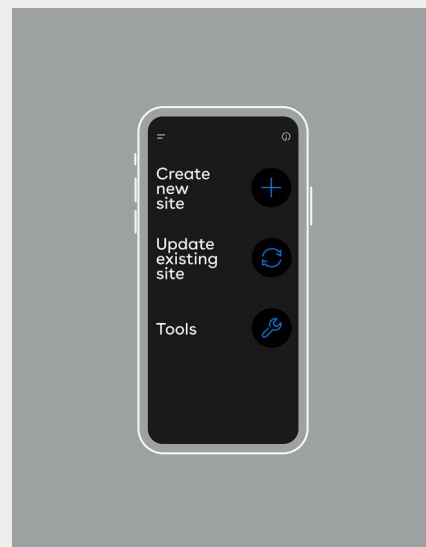 Create
new
site
Update
existing
site
Tools